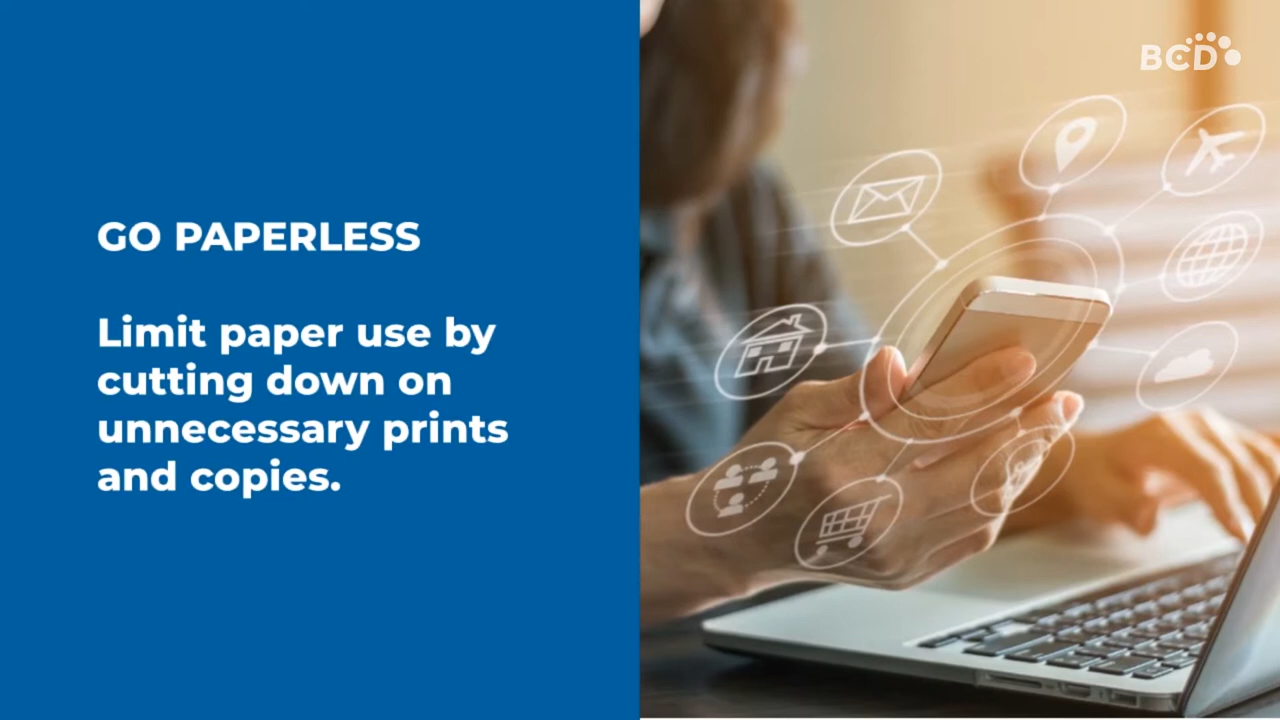 BCD
GO PAPERLESS
Limit paper use by
cutting down on
unnecessary prints
and copies.